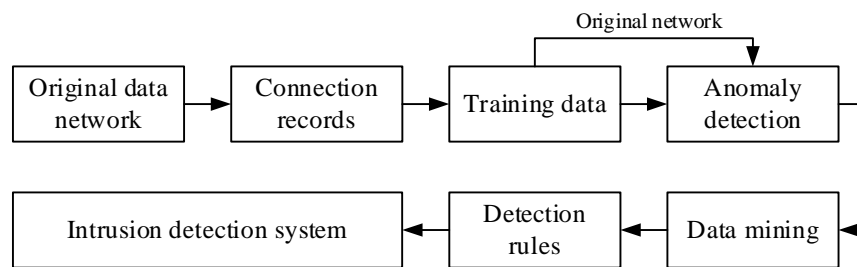 Original network
Original data
network
Connection
records
Training data
Anomaly
detection
Intrusion detection system
Detection
rules
Data mining